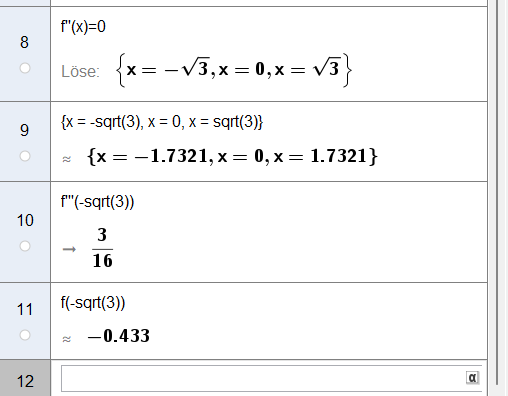 f''(x)=0
8
Löse: {x = −√3, x = 0, x = √3}
9
{x = -sqrt(3), x = 0, x = sqrt(3)}
≈ {x = −1.7321, x = 0, x = 1.7321}
f'''(-sqrt(3))
10
→ 3/16
f(-sqrt(3))
11
≈ −0.433
12
α